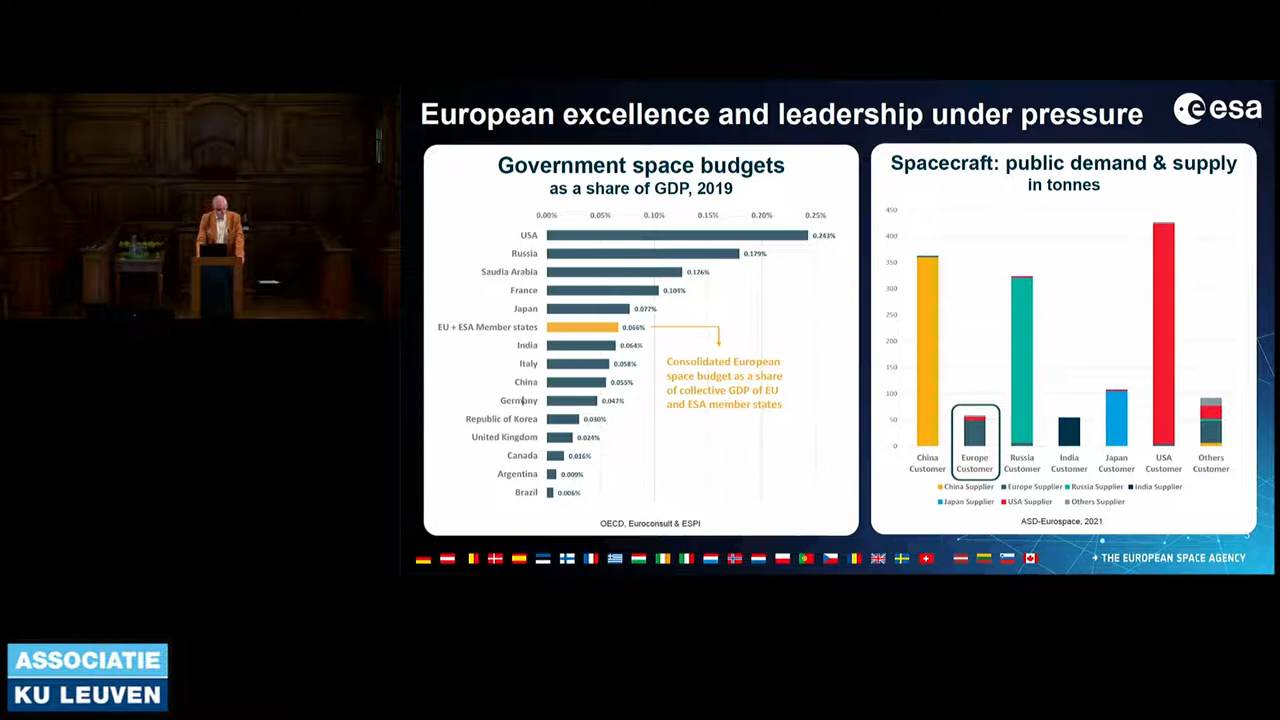 European excellence and leadership under pressure
esa
Government space budgets
as a share of GDP, 2019
0.00% 0.05% 0.10% 0.15% 0.20% 0.25%
USA 0.243%
Russia 0.179%
Saudia Arabia 0.126%
France 0.104%
Japan 0.077%
EU + ESA Member states 0.066%
India 0.064%
Italy 0.058%
China 0.055%
Germany 0.047%
Republic of Korea 0.030%
United Kingdom 0.024%
Canada 0.016%
Argentina 0.009%
Brazil 0.006%
Consolidated European
space budget as a share
of collective GDP of EU
and ESA member states
OECD, Euroconsult & ESPI
Spacecraft: public demand & supply
in tonnes
450
400
350
300
250
200
150
100
50
0
China Customer
Europe Customer
Russia Customer
India Customer
Japan Customer
USA Customer
Others Customer
China Supplier Europe Supplier Russia Supplier India Supplier
Japan Supplier USA Supplier Others Supplier
ASD-Eurospace, 2021
→ THE EUROPEAN SPACE AGENCY
ASSOCIATIE
KU LEUVEN